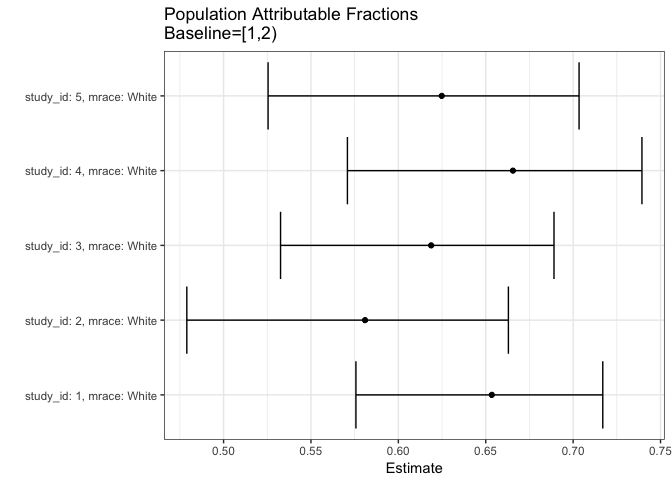 Population Attributable Fractions
Baseline=[1,2)
study_id: 5, mrace: White
study_id: 4, mrace: White
study_id: 3, mrace: White
study_id: 2, mrace: White
study_id: 1, mrace: White
0.50 0.55 0.60 0.65 0.70 0.75
Estimate